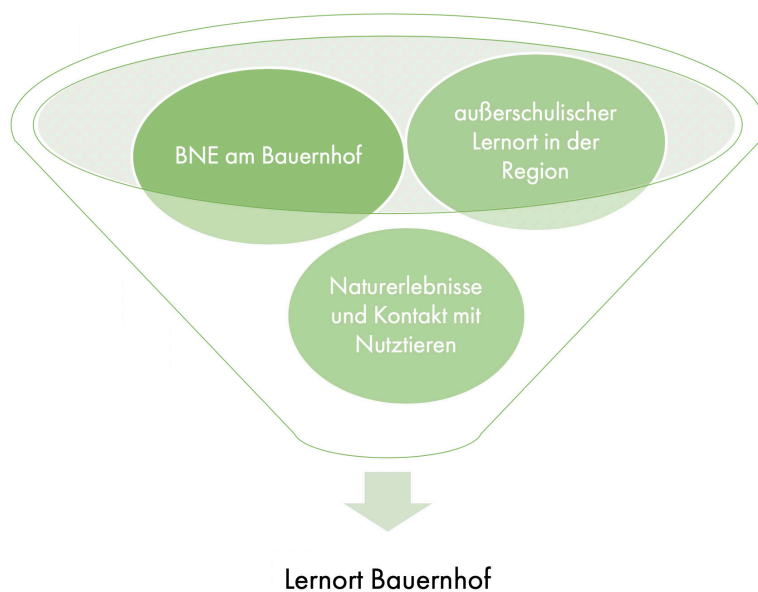 BNE am Bauernhof
außerschulischer
Lernort in der
Region
Naturerlebnisse
und Kontakt mit
Nutztieren
Lernort Bauernhof